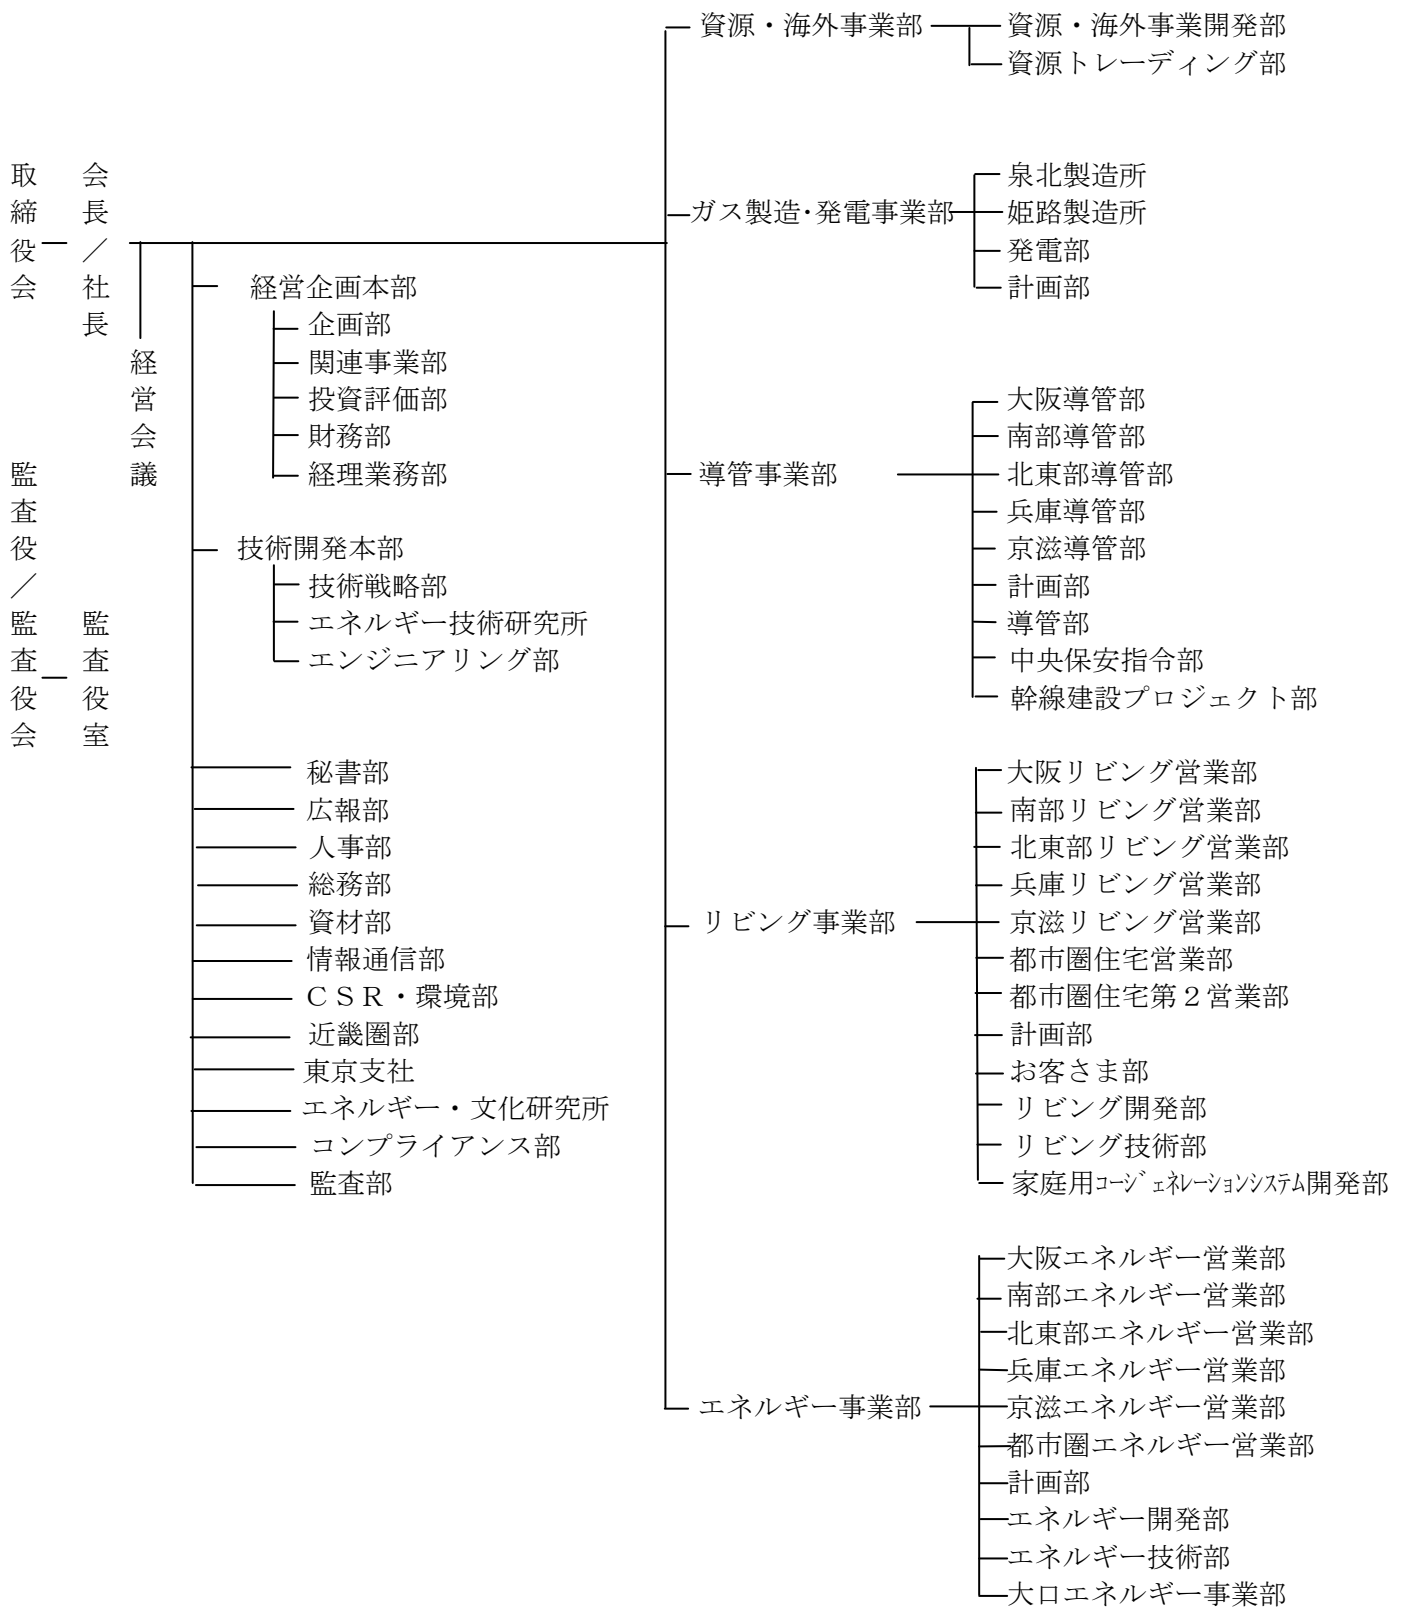 取締役会
会長／社長
経営会議
監査役／監査役会
監査役室
経営企画本部
企画部
関連事業部
投資評価部
財務部
経理業務部
技術開発本部
技術戦略部
エネルギー技術研究所
エンジニアリング部
秘書部
広報部
人事部
総務部
資材部
情報通信部
ＣＳＲ・環境部
近畿圏部
東京支社
エネルギー・文化研究所
コンプライアンス部
監査部
資源・海外事業部
資源・海外事業開発部
資源トレーディング部
ガス製造・発電事業部
泉北製造所
姫路製造所
発電部
計画部
導管事業部
大阪導管部
南部導管部
北東部導管部
兵庫導管部
京滋導管部
計画部
導管部
中央保安指令部
幹線建設プロジェクト部
リビング事業部
大阪リビング営業部
南部リビング営業部
北東部リビング営業部
兵庫リビング営業部
京滋リビング営業部
都市圏住宅営業部
都市圏住宅第２営業部
計画部
お客さま部
リビング開発部
リビング技術部
家庭用ｺｰｼﾞｪﾈﾚｰｼｮﾝｼｽﾃﾑ開発部
エネルギー事業部
大阪エネルギー営業部
南部エネルギー営業部
北東部エネルギー営業部
兵庫エネルギー営業部
京滋エネルギー営業部
都市圏エネルギー営業部
計画部
エネルギー開発部
エネルギー技術部
大口エネルギー事業部